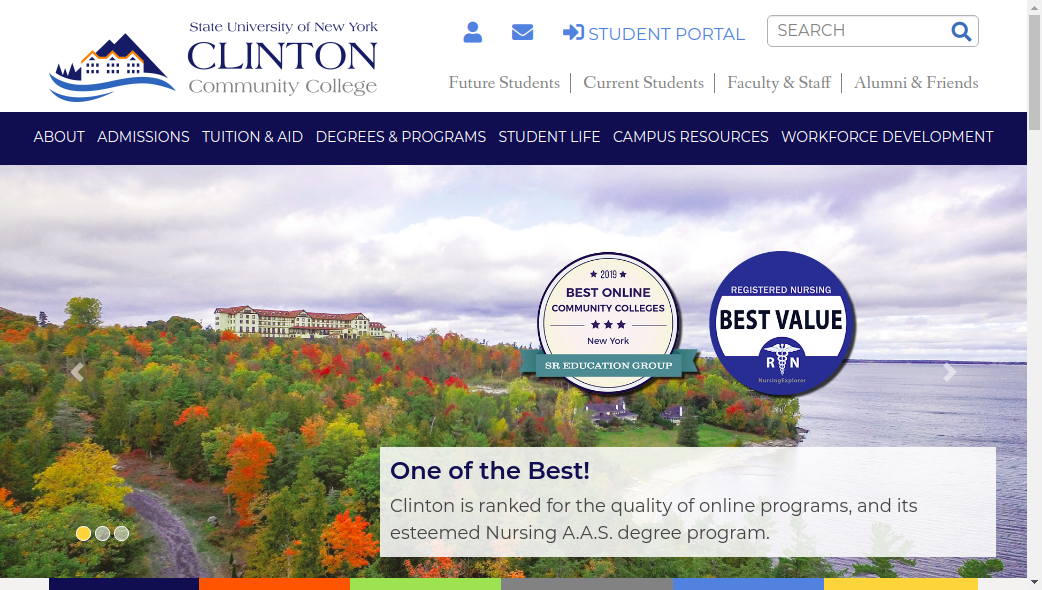 State University of New York
CLINTON
Community College
STUDENT PORTAL
SEARCH
Future Students
Current Students
Faculty & Staff
Alumni & Friends
ABOUT
ADMISSIONS
TUITION & AID
DEGREES & PROGRAMS
STUDENT LIFE
CAMPUS RESOURCES
WORKFORCE DEVELOPMENT
2019
BEST ONLINE
COMMUNITY COLLEGES
New York
SR EDUCATION GROUP
REGISTERED NURSING
BEST VALUE
R N
NursingExplorer
One of the Best!
Clinton is ranked for the quality of online programs, and its
esteemed Nursing A.A.S. degree program.